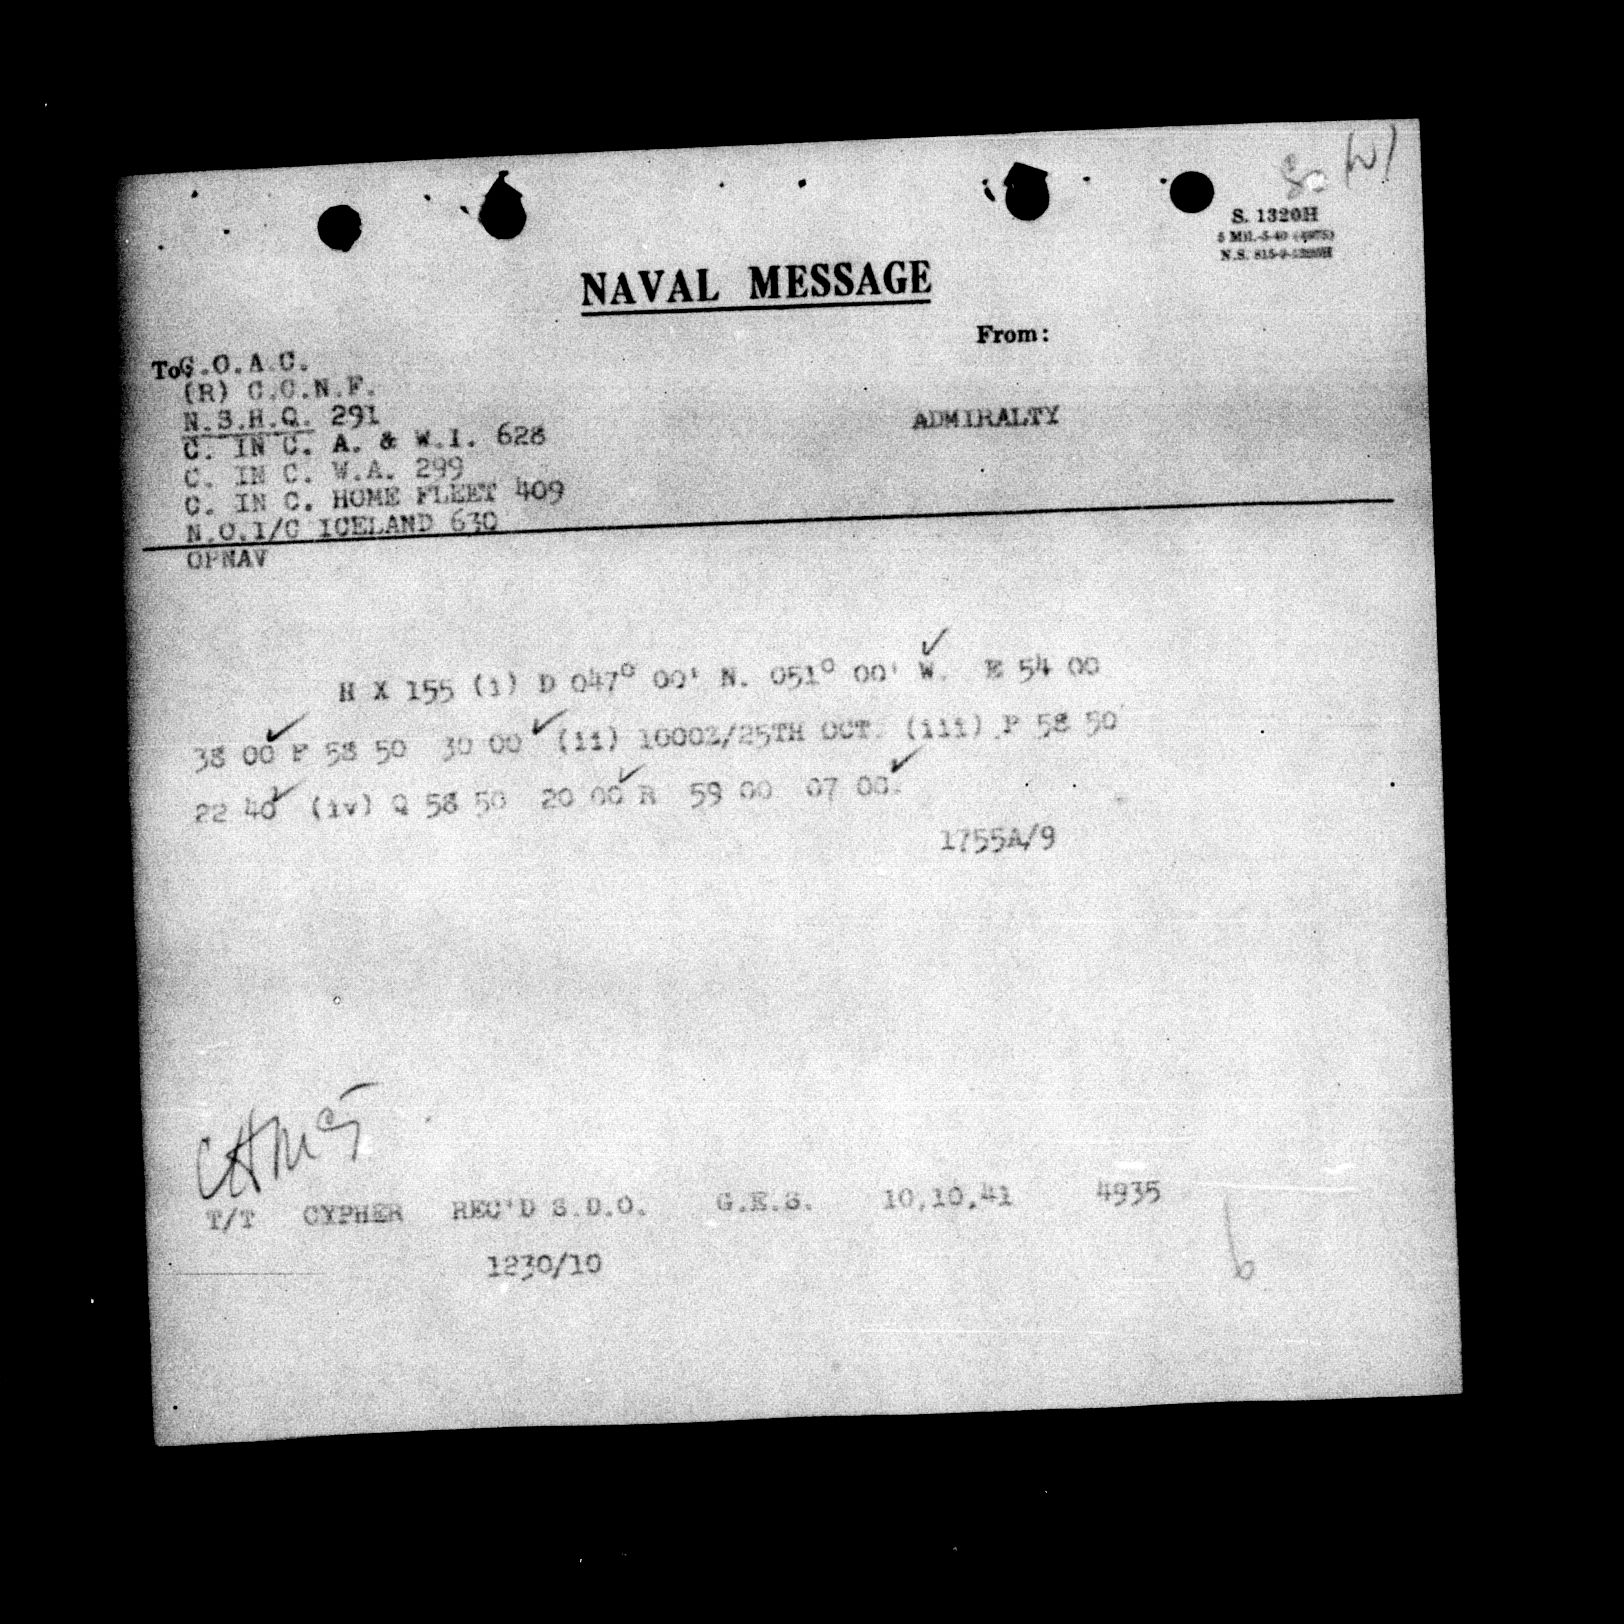 S. 1320H
NAVAL MESSAGE
From:
To C.O.A.C.
(R) C.C.N.F.
N.S.H.Q. 291
ADMIRALTY
C. IN C. A. & W.I. 628
C. IN C. W.A. 299
C. IN C. HOME FLEET 409
N.O.I/C ICELAND 630
OPNAV
H X 155 (i) D 047° 00' N. 051° 00' W. E 54 00
38 00 F 58 50 30 00 (ii) 1000Z/25TH OCT. (iii) P 58 50
22 40 (iv) Q 58 50 20 00 R 59 00 07 00.
1755A/9
T/T CYPHER REC'D S.D.O. G.E.S. 10.10.41 4935
1230/10
6